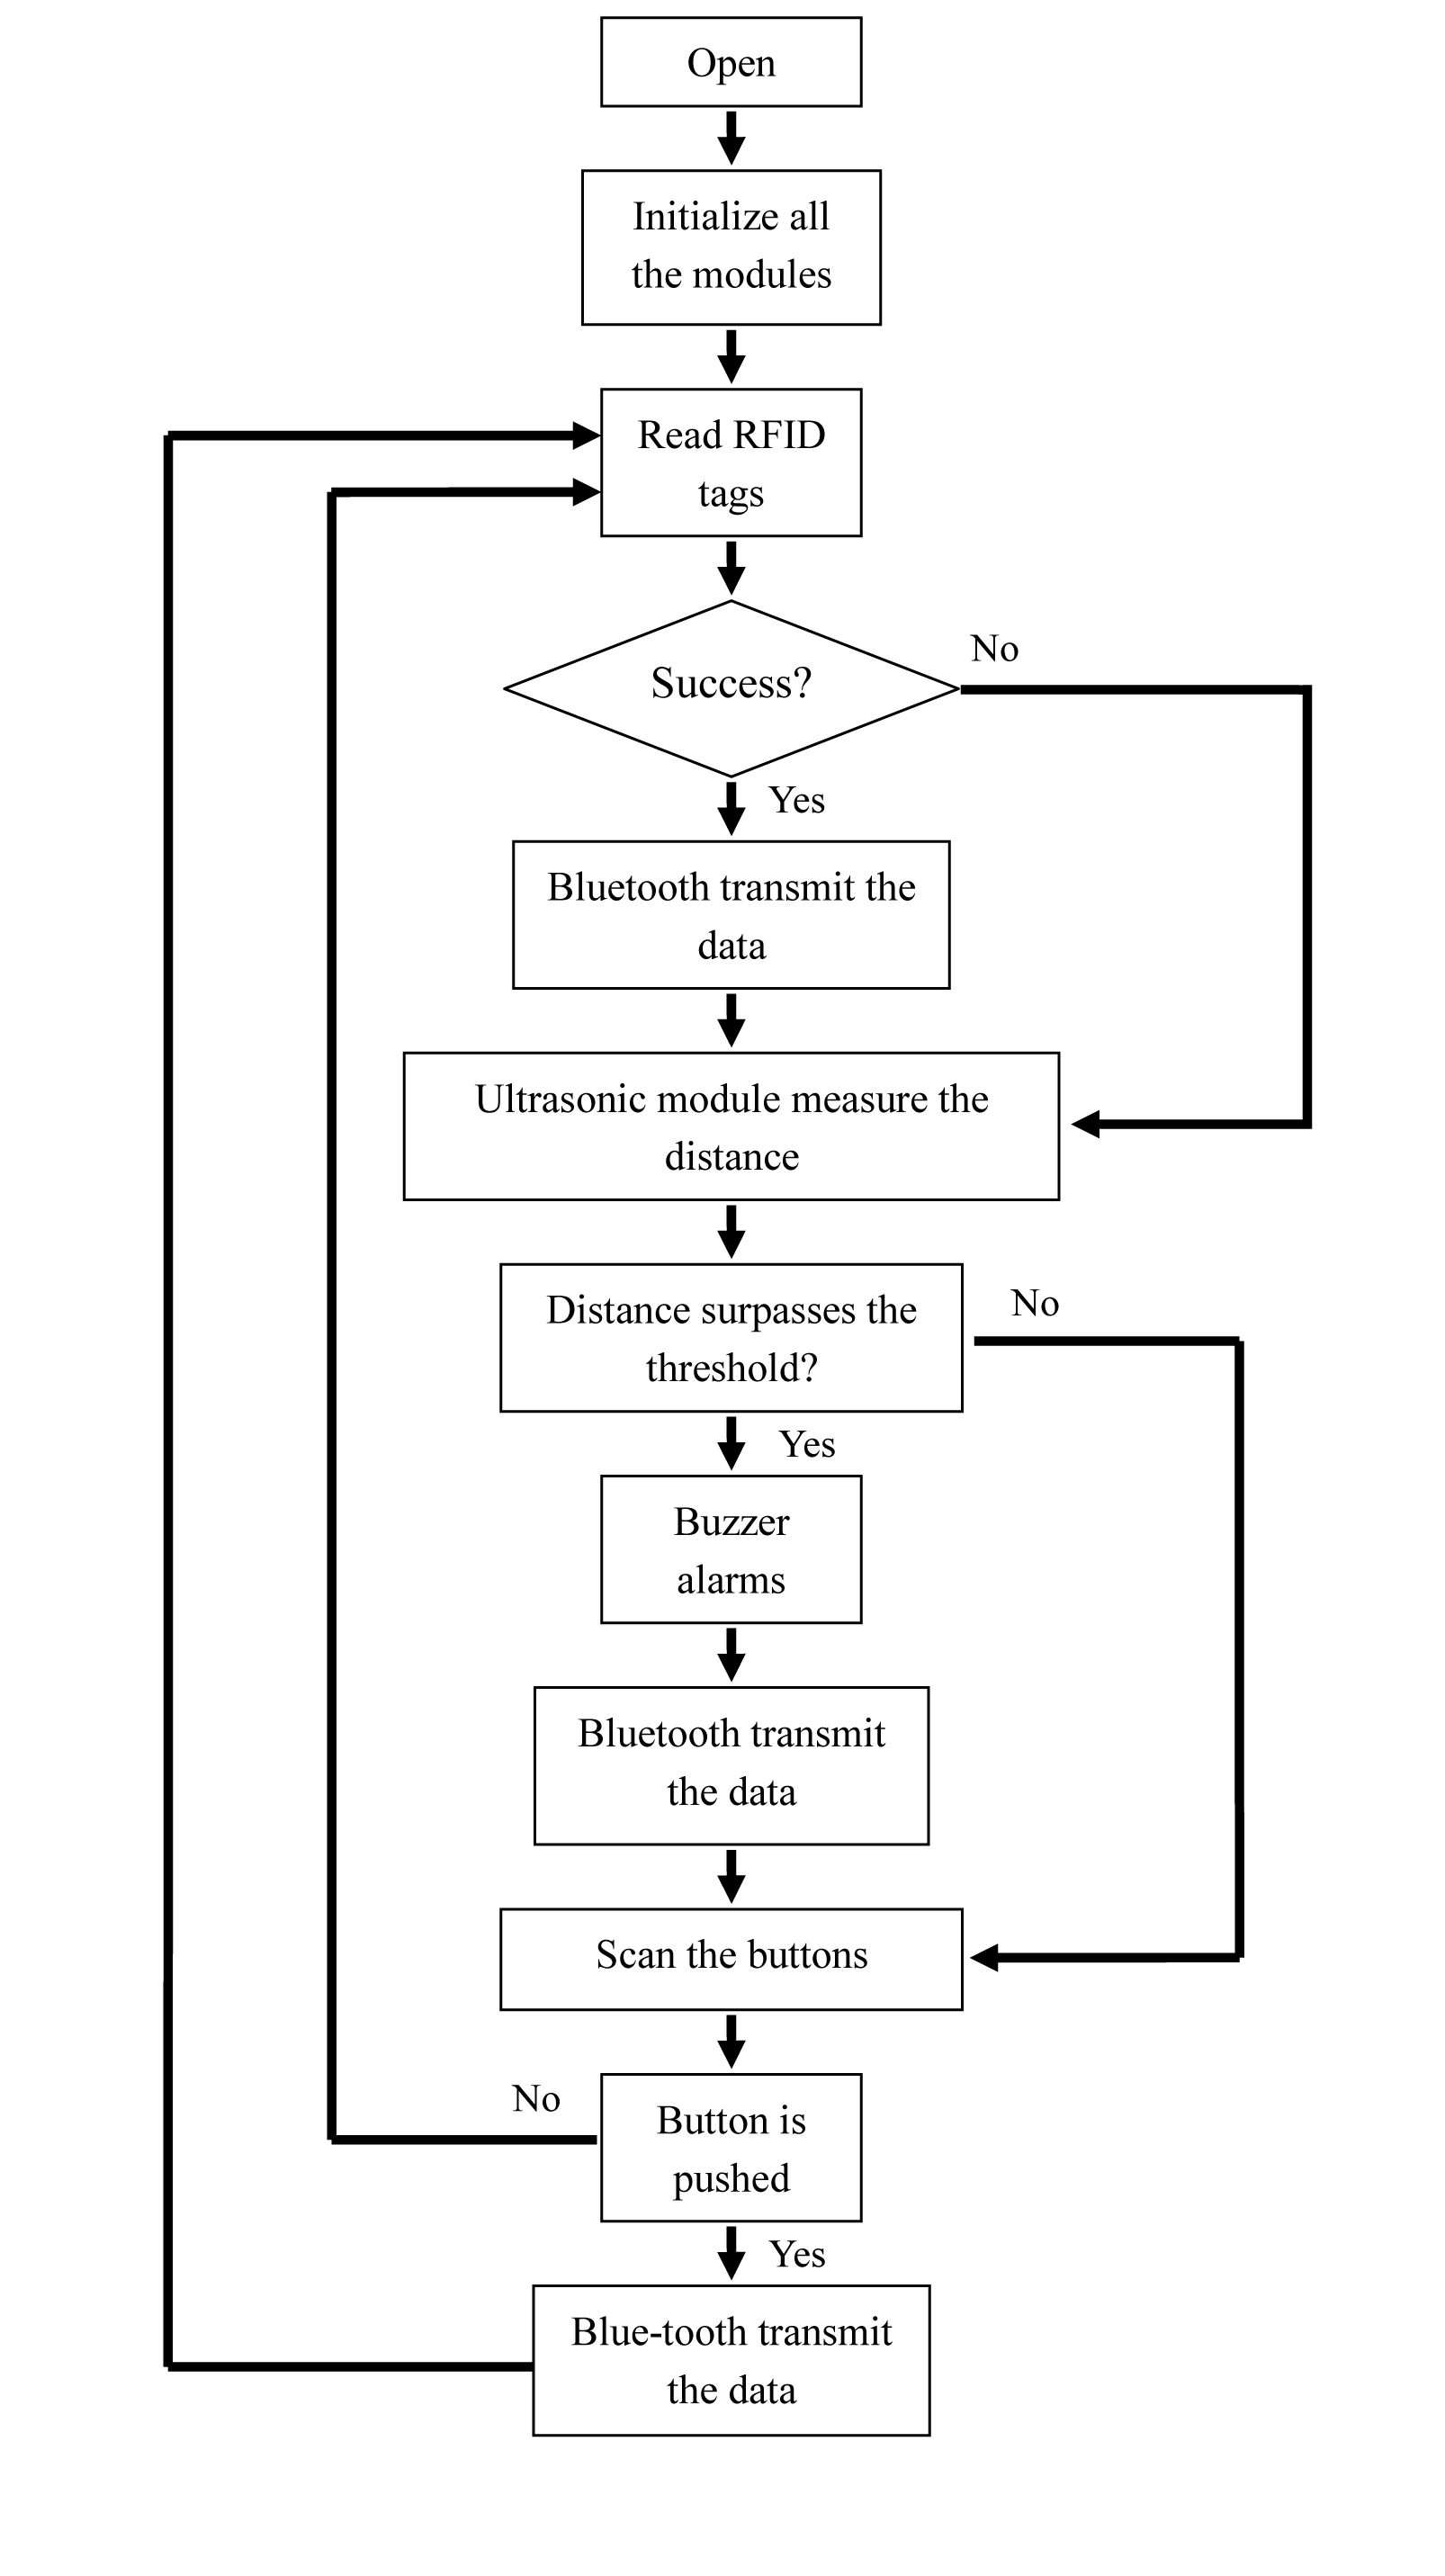 Open
Initialize all
the modules
Read RFID
tags
Success?
No
Yes
Bluetooth transmit the
data
Ultrasonic module measure the
distance
Distance surpasses the
threshold?
No
Yes
Buzzer
alarms
Bluetooth transmit
the data
Scan the buttons
No
Button is
pushed
Yes
Blue-tooth transmit
the data